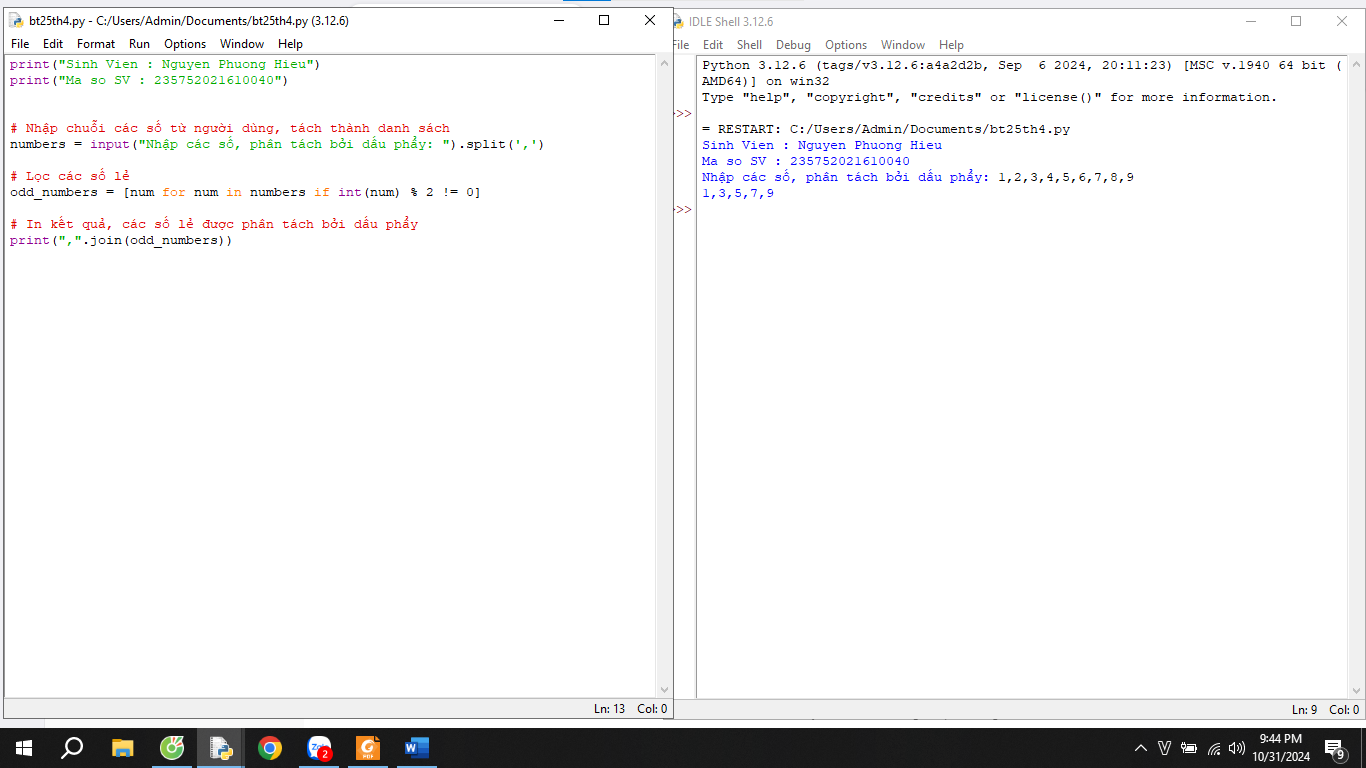 bt25th4.py - C:/Users/Admin/Documents/bt25th4.py (3.12.6)
File Edit Format Run Options Window Help
print("Sinh Vien : Nguyen Phuong Hieu")
print("Ma so SV : 235752021610040")
# Nhập chuỗi các số từ người dùng, tách thành danh sách
numbers = input("Nhập các số, phân tách bởi dấu phẩy: ").split(',')
# Lọc các số lẻ
odd_numbers = [num for num in numbers if int(num) % 2 != 0]
# In kết quả, các số lẻ được phân tách bởi dấu phẩy
print(",".join(odd_numbers))
Ln: 13 Col: 0
IDLE Shell 3.12.6
File Edit Shell Debug Options Window Help
Python 3.12.6 (tags/v3.12.6:a4a2d2b, Sep  6 2024, 20:11:23) [MSC v.1940 64 bit (
AMD64)] on win32
Type "help", "copyright", "credits" or "license()" for more information.
>>>
= RESTART: C:/Users/Admin/Documents/bt25th4.py
Sinh Vien : Nguyen Phuong Hieu
Ma so SV : 235752021610040
Nhập các số, phân tách bởi dấu phẩy: 1,2,3,4,5,6,7,8,9
1,3,5,7,9
>>>
Ln: 9 Col: 0
Zalo 2
PDF
W
V
9:44 PM
10/31/2024
9